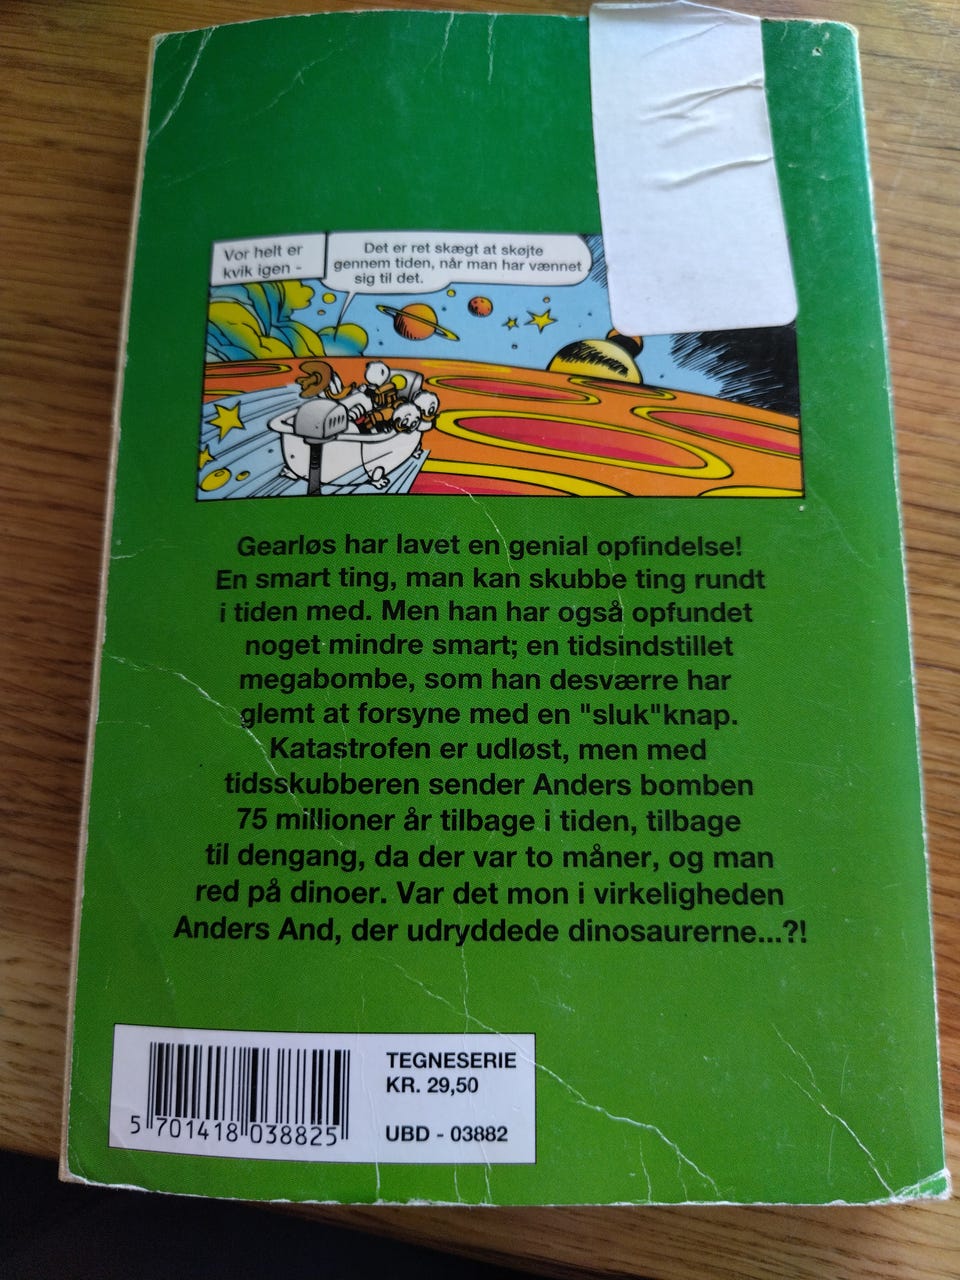 Vor helt er
kvik igen -
Det er ret skægt at skøjte
gennem tiden, når man har vænnet
sig til det.
Gearløs har lavet en genial opfindelse!
En smart ting, man kan skubbe ting rundt
i tiden med. Men han har også opfundet
noget mindre smart; en tidsindstillet
megabombe, som han desværre har
glemt at forsyne med en "sluk"knap.
Katastrofen er udløst, men med
tidsskubberen sender Anders bomben
75 millioner år tilbage i tiden, tilbage
til dengang, da der var to måner, og man
red på dinoer. Var det mon i virkeligheden
Anders And, der udryddede dinosaurerne...?!
TEGNESERIE
KR. 29,50
UBD - 03882
5 701418 038825